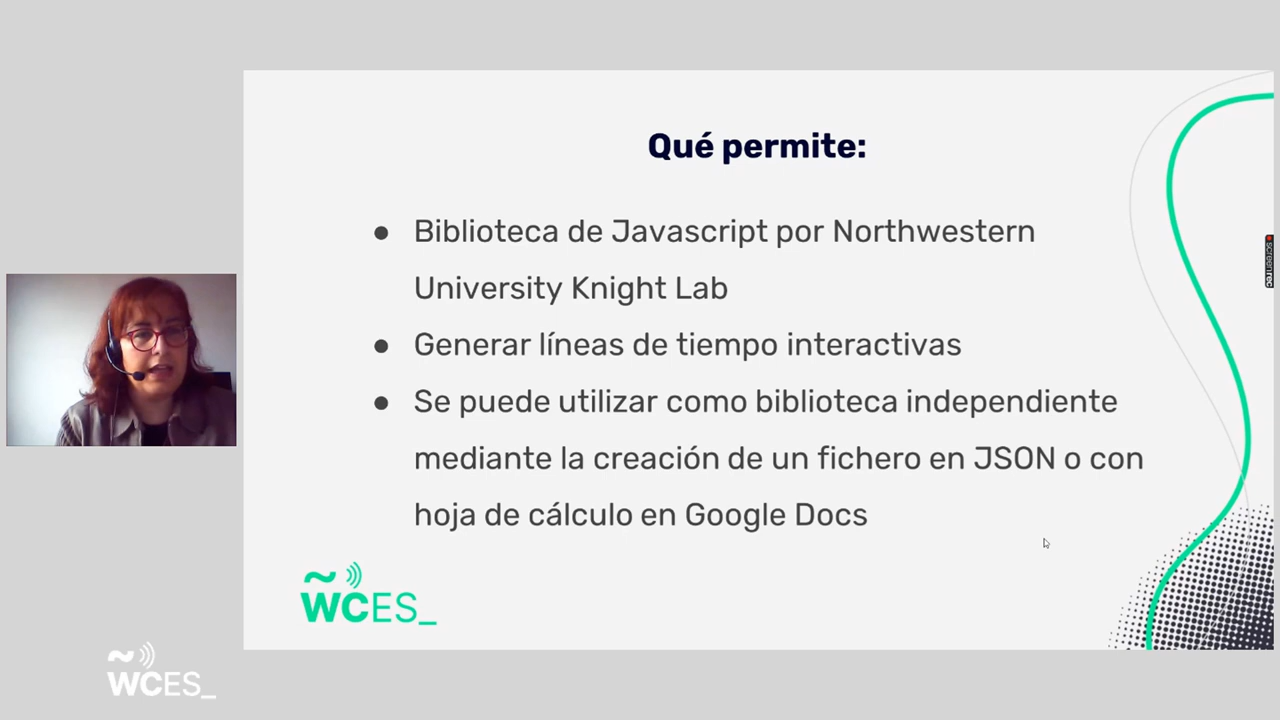 Qué permite:
● Biblioteca de Javascript por Northwestern
University Knight Lab
● Generar líneas de tiempo interactivas
● Se puede utilizar como biblioteca independiente
mediante la creación de un fichero en JSON o con
hoja de cálculo en Google Docs
~ WCES_
~ WCES_
screenrec